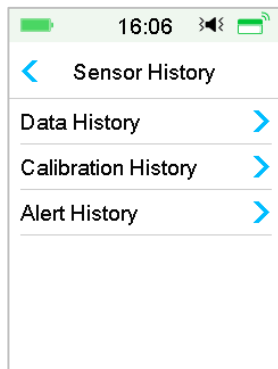 16:06
Sensor History
Data History
Calibration History
Alert History